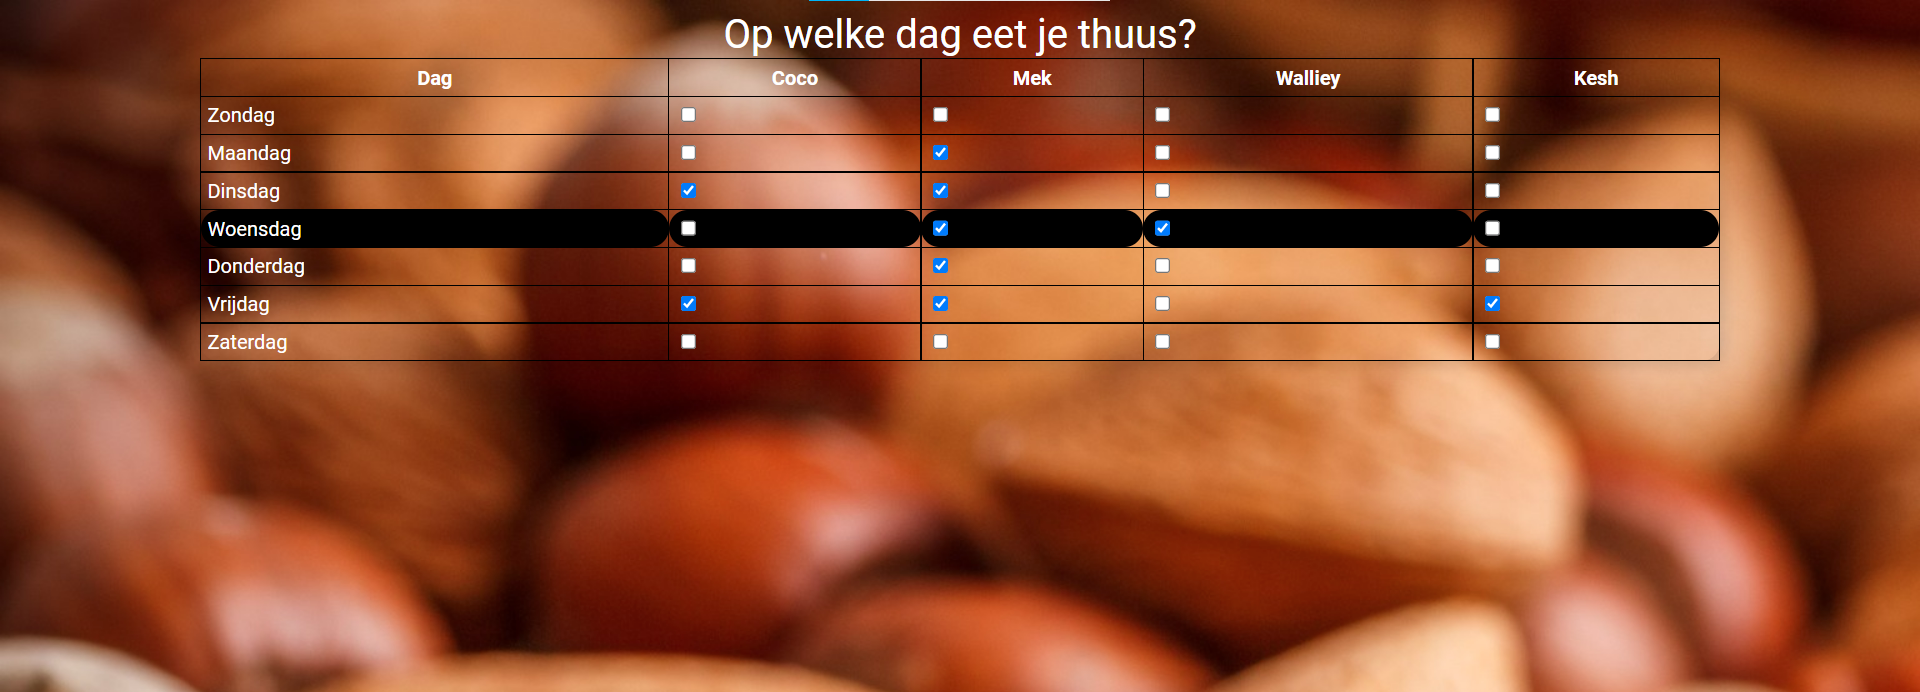 Op welke dag eet je thuus?
Dag Coco Mek Walliey Kesh
Zondag
Maandag
Dinsdag
Woensdag
Donderdag
Vrijdag
Zaterdag